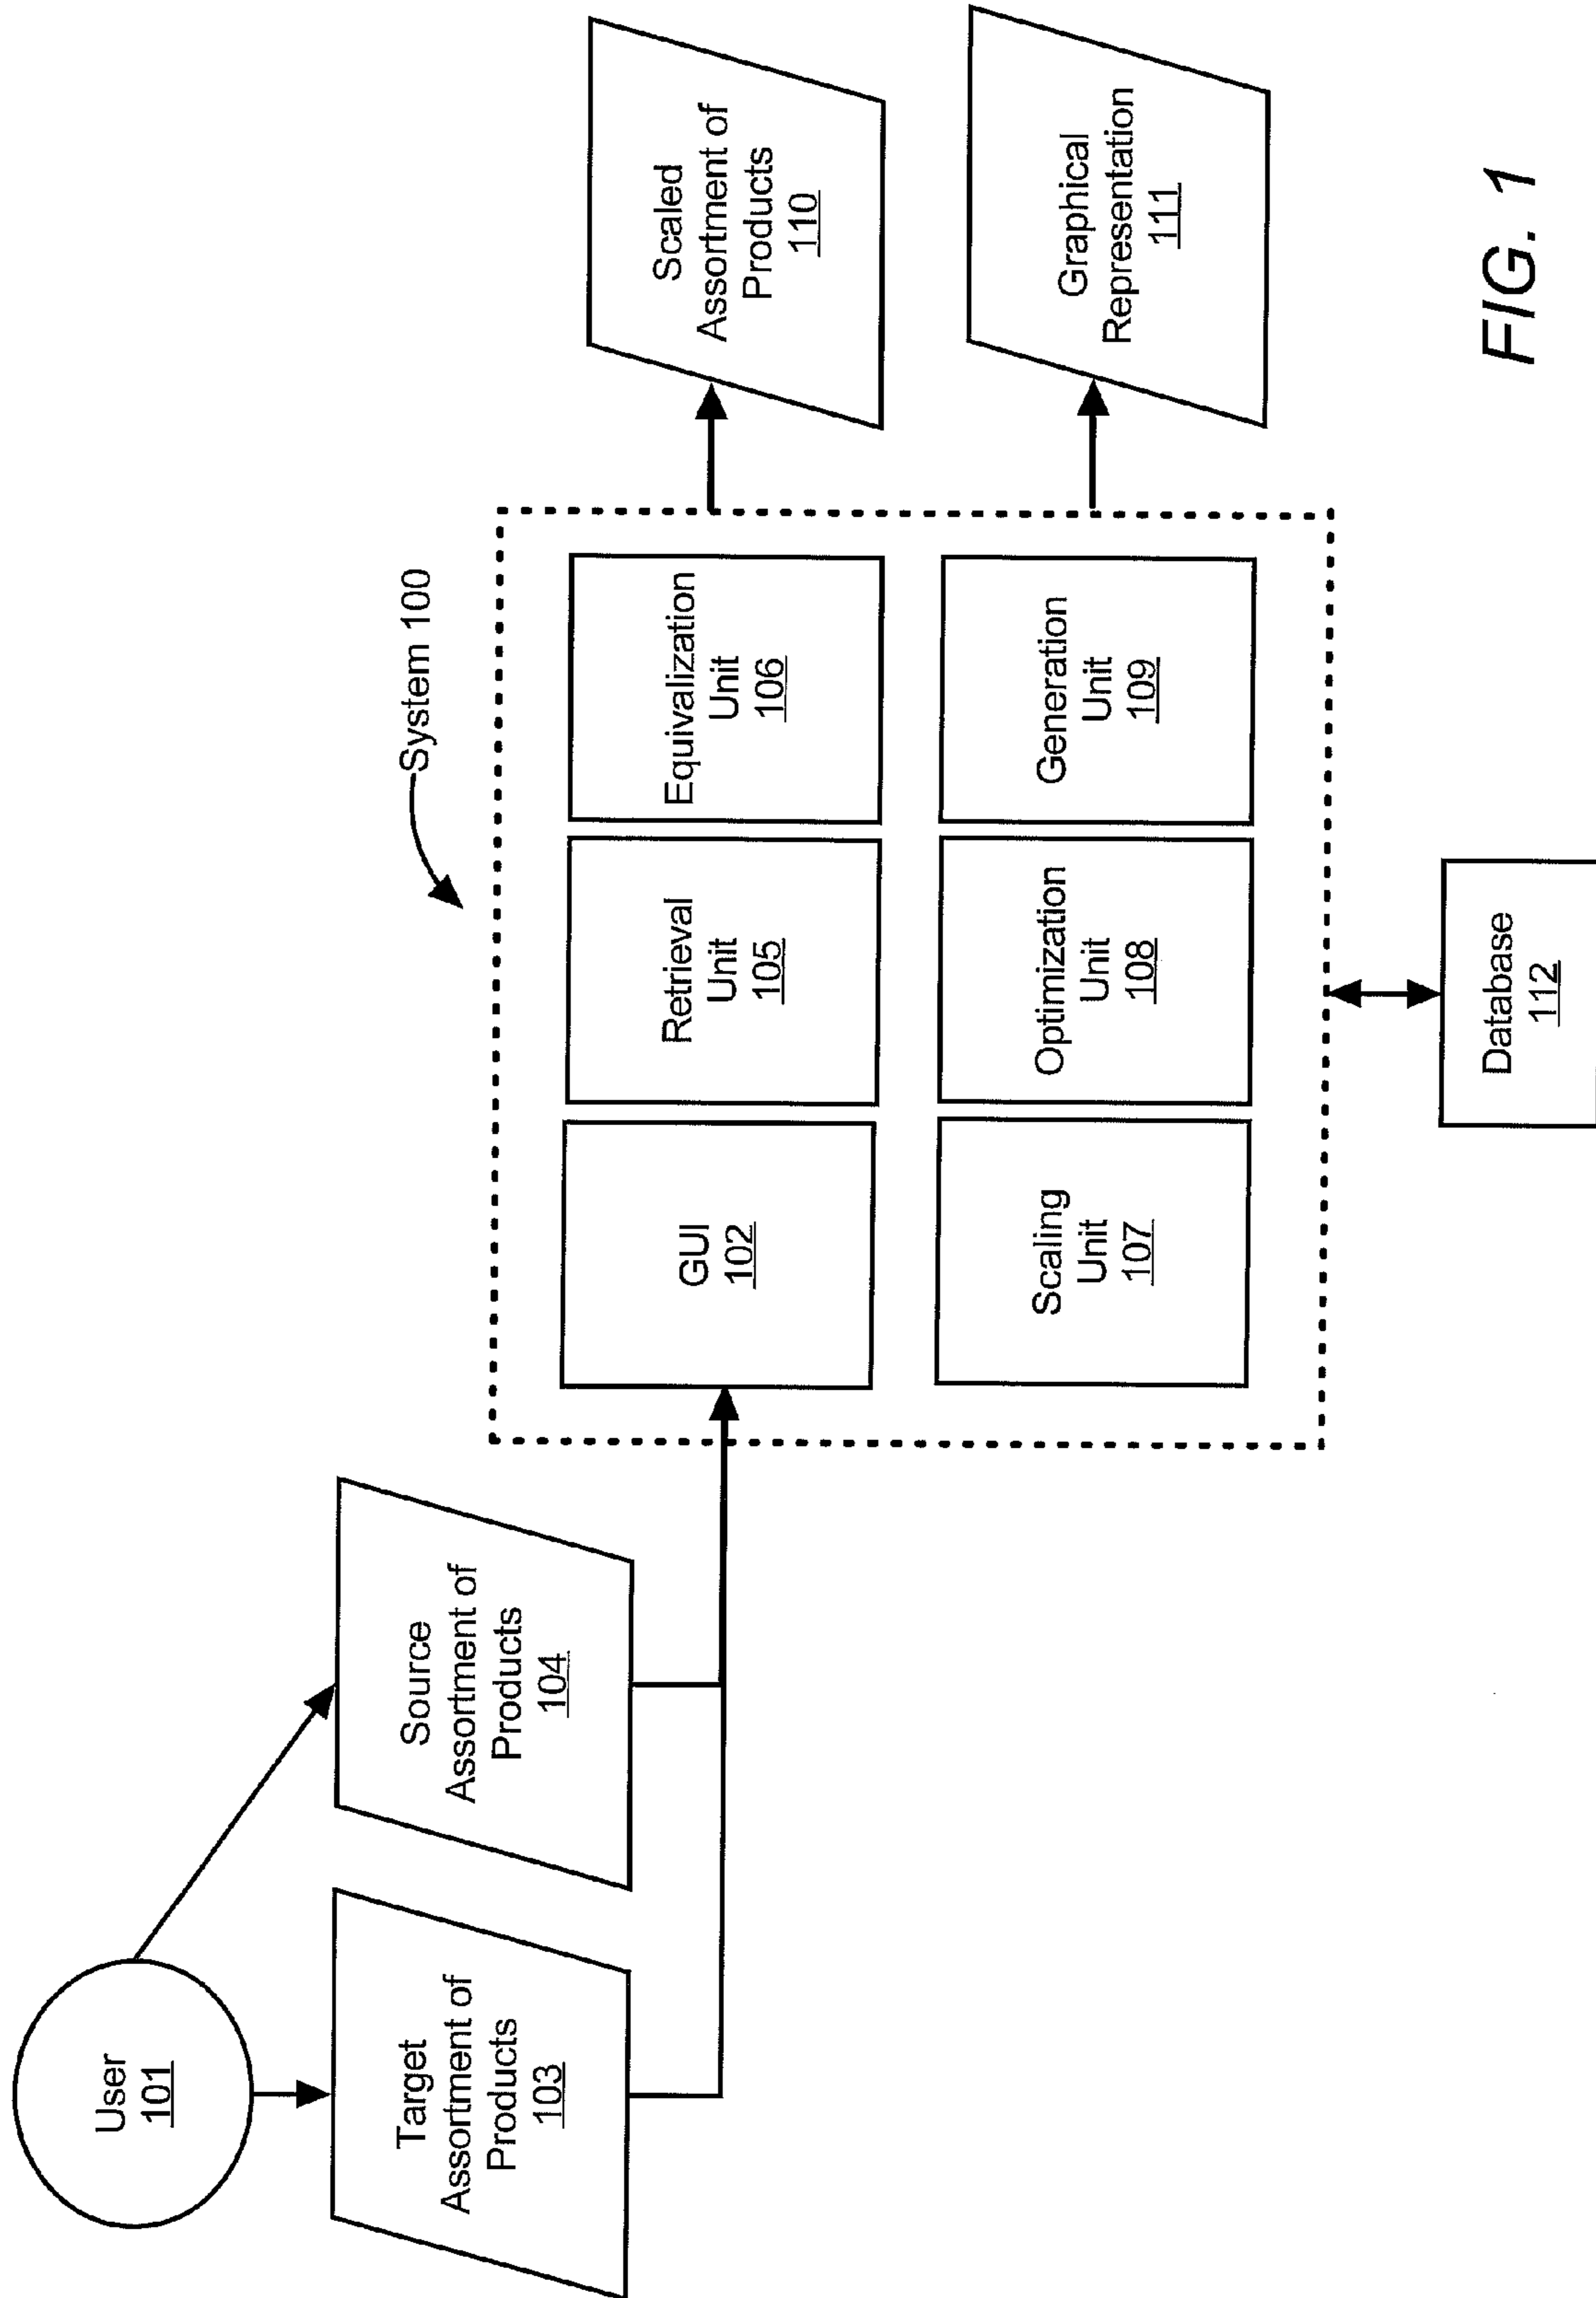 User
101
Target
Assortment of
Products
103
Source
Assortment of
Products
104
System 100
GUI
102
Retrieval
Unit
105
Equivalization
Unit
106
Scaling
Unit
107
Optimization
Unit
108
Generation
Unit
109
Scaled
Assortment of
Products
110
Graphical
Representation
111
Database
112
FIG. 1